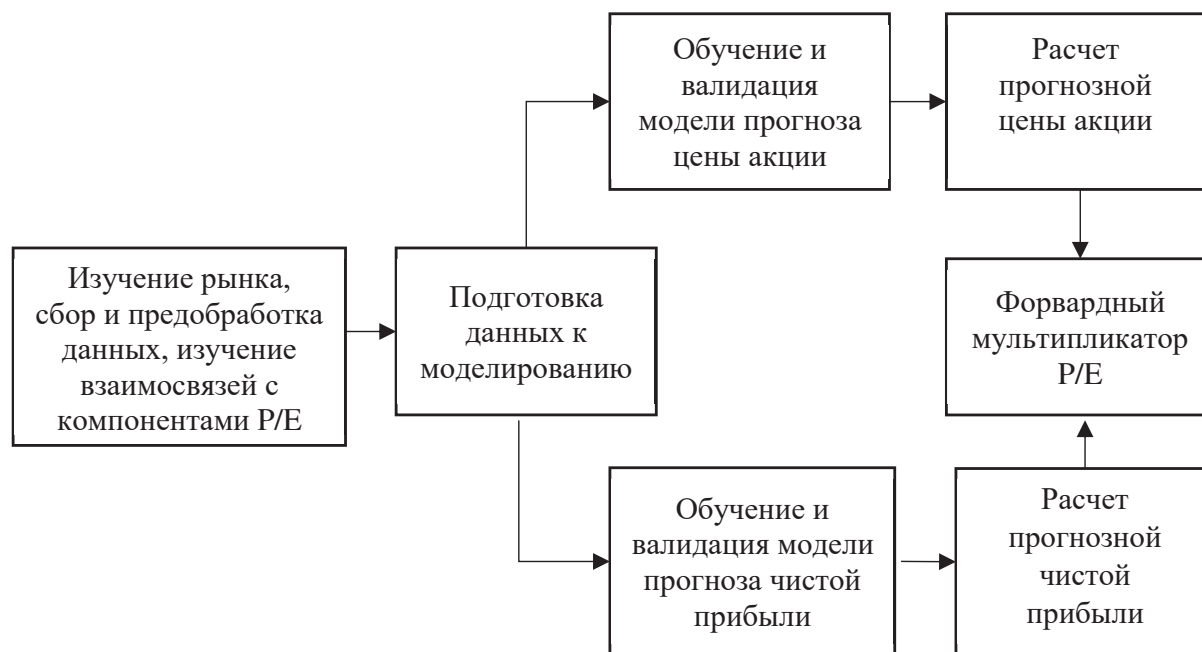 Изучение рынка,
сбор и предобработка
данных, изучение
взаимосвязей с
компонентами P/E
Подготовка
данных к
моделированию
Обучение и
валидация
модели прогноза
цены акции
Расчет
прогнозной
цены акции
Форвардный
мультипликатор
P/E
Обучение и
валидация модели
прогноза чистой
прибыли
Расчет
прогнозной
чистой
прибыли